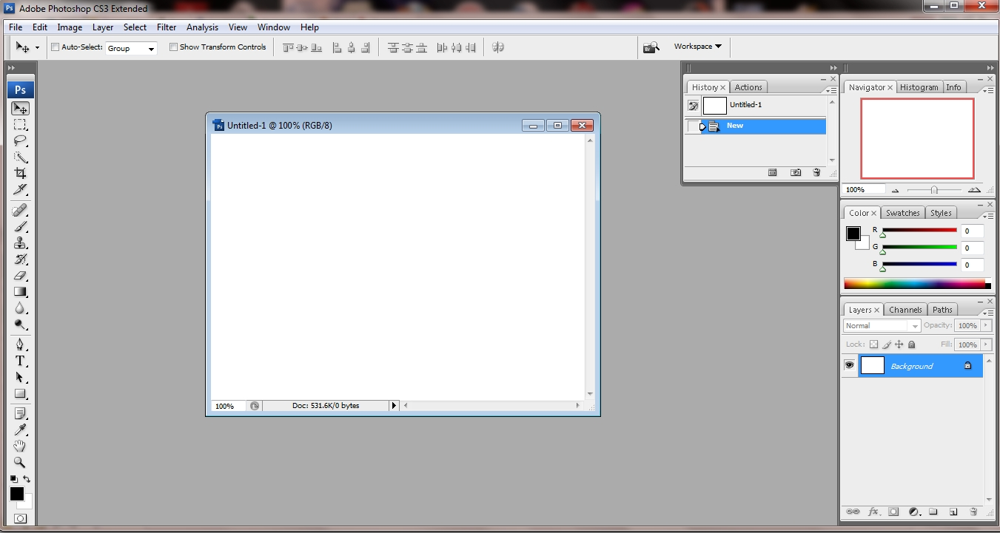 Ps Adobe Photoshop CS3 Extended
File Edit Image Layer Select Filter Analysis View Window Help
Auto-Select: Group Show Transform Controls Br Workspace
Ps
History Actions
Untitled-1
New
Navigator Histogram Info
100%
Untitled-1 @ 100% (RGB/8)
Color Swatches Styles
R 0
G 0
B 0
Layers Channels Paths
Normal Opacity: 100%
Lock: Fill: 100%
Background
T
100% Doc: 531.6K/0 bytes
fx